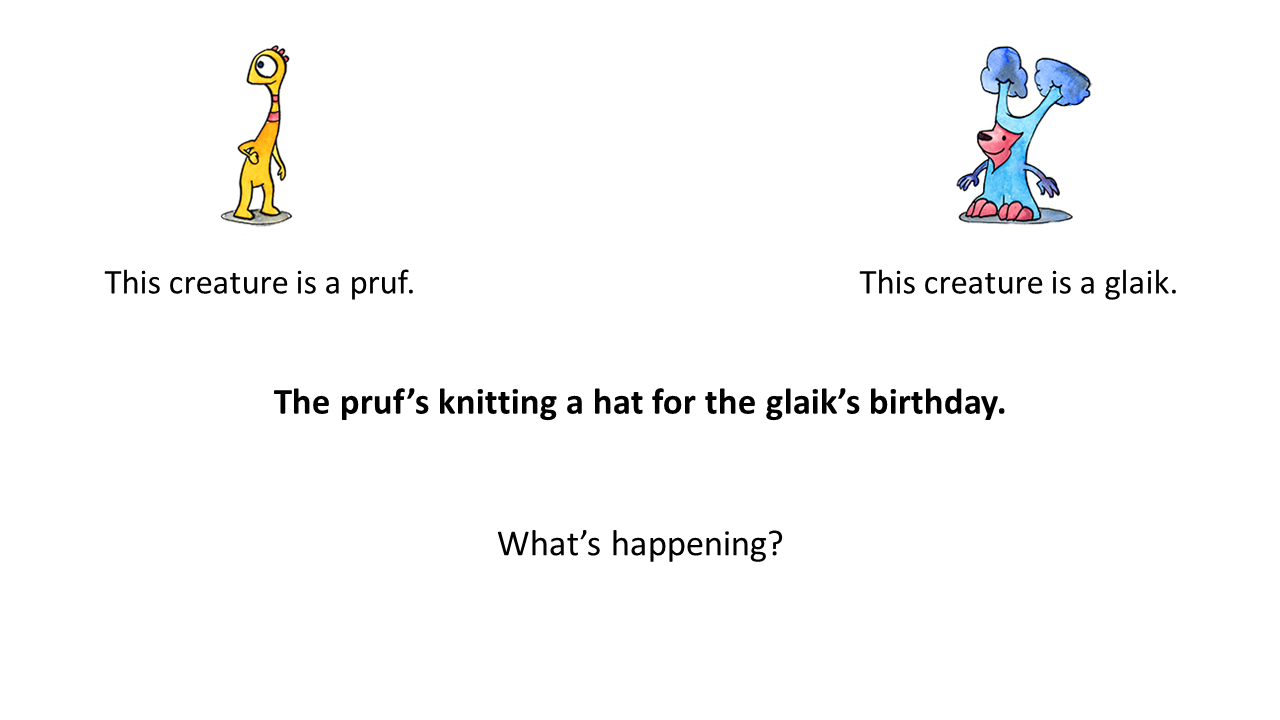 This creature is a pruf.
This creature is a glaik.
The pruf’s knitting a hat for the glaik’s birthday.
What’s happening?